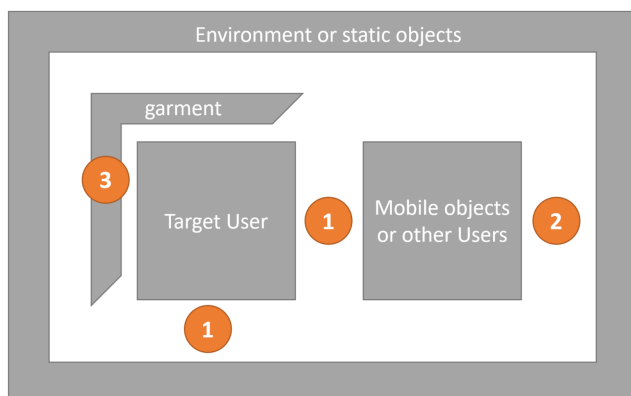 Environment or static objects
garment
3
Target User
1
Mobile objects
or other Users
2
1